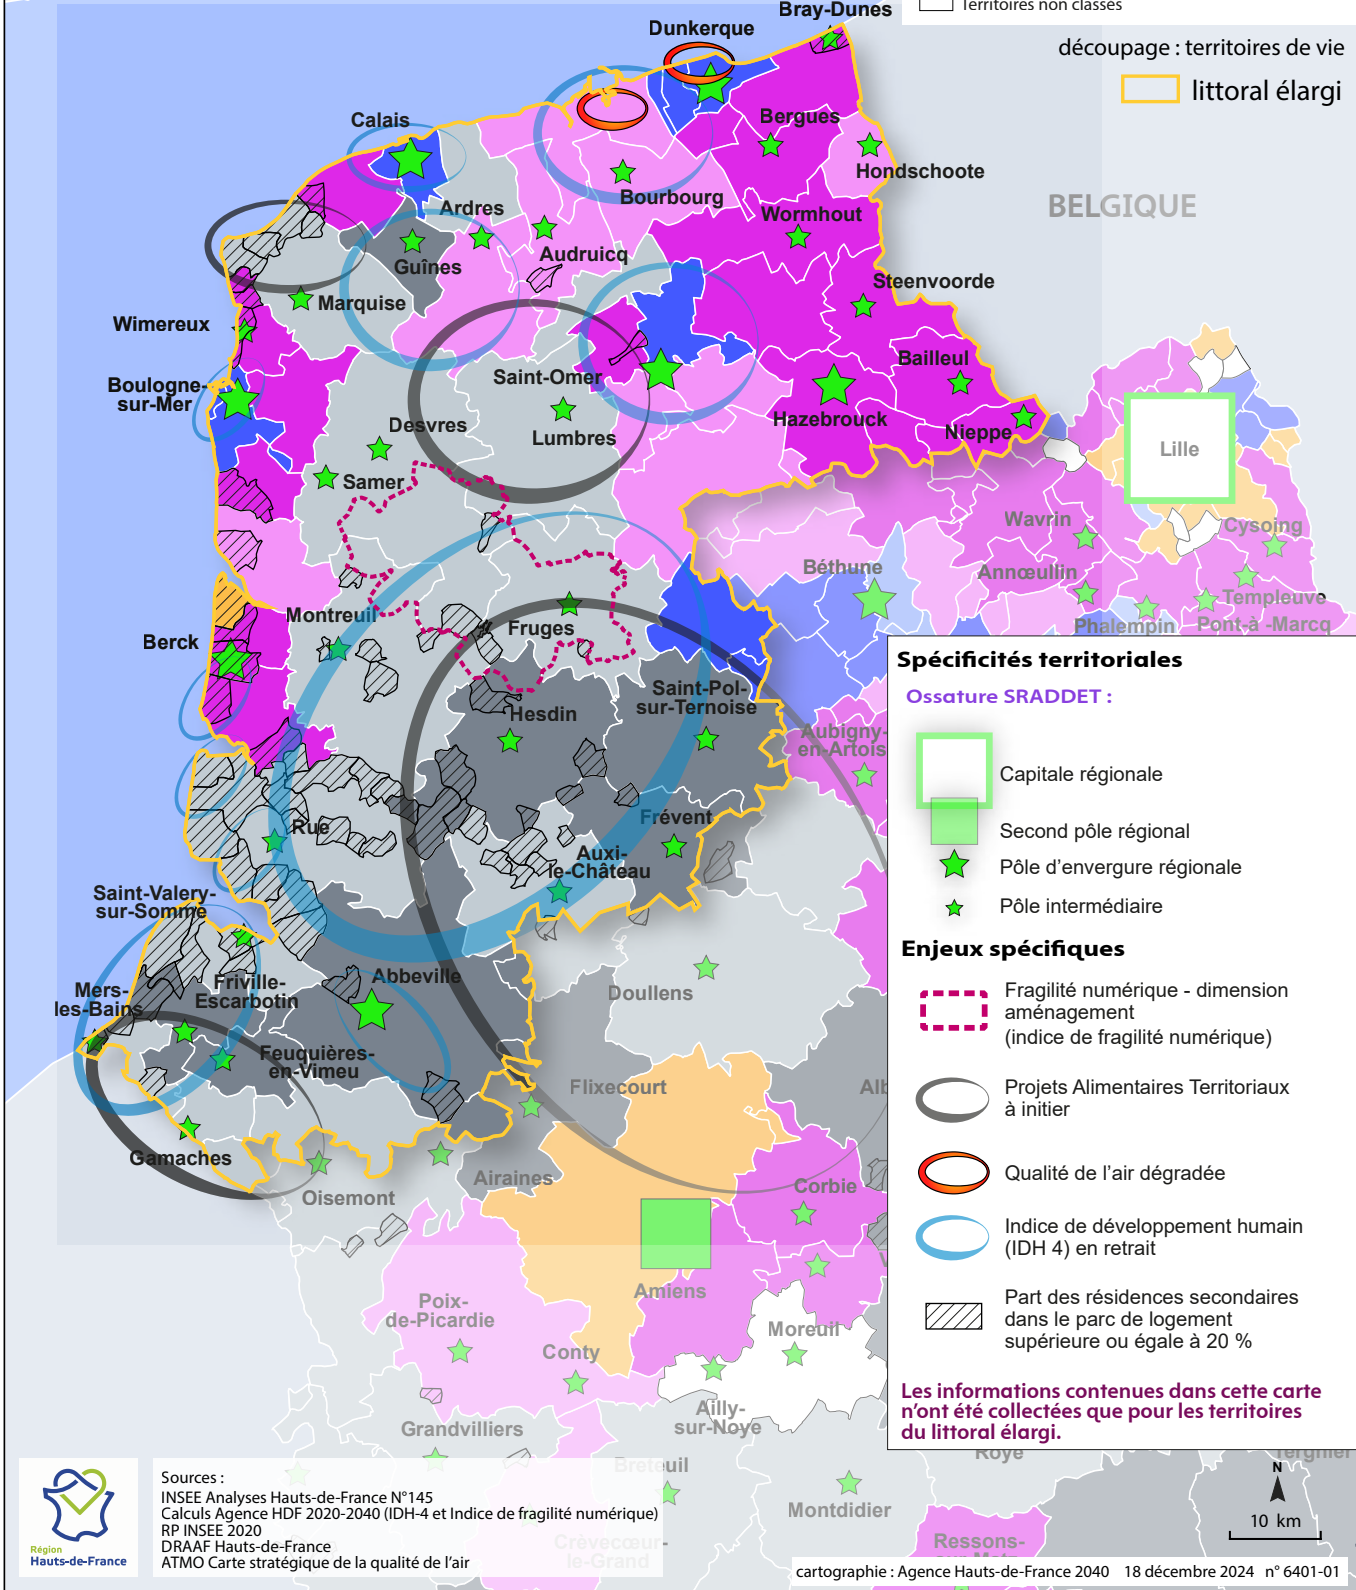 Territoires non classés
découpage : territoires de vie
littoral élargi
Bray-Dunes
Dunkerque
Calais
Bergues
Hondschoote
Bourbourg
BELGIQUE
Ardres
Wormhout
Audruicq
Guînes
Steenvoorde
Marquise
Wimereux
Bailleul
Boulogne-
sur-Mer
Saint-Omer
Desvres
Lumbres
Hazebrouck
Nieppe
Lille
Samer
Wavrin
Cysoing
Béthune
Annœullin
Templeuve
Phalempin
Pont-à -Marcq
Montreuil
Fruges
Berck
Saint-Pol-
sur-Ternoise
Hesdin
Aubigny-
en-Artois
Rue
Frévent
Auxi-
le-Château
Saint-Valery-
sur-Somme
Abbeville
Friville-
Escarbotin
Mers-
les-Bains
Doullens
Feuquières-
en-Vimeu
Flixecourt
Alb
Gamaches
Airaines
Oisemont
Corbie
Amiens
Poix-
de-Picardie
Moreuil
Conty
Ailly-
sur-Noye
Grandvilliers
Roye
Tergnier
Breteuil
Montdidier
Crèvecœur-
le-Grand
Ressons-
sur-Matz
Spécificités territoriales
Ossature SRADDET :
Capitale régionale
Second pôle régional
Pôle d’envergure régionale
Pôle intermédiaire
Enjeux spécifiques
Fragilité numérique - dimension
aménagement
(indice de fragilité numérique)
Projets Alimentaires Territoriaux
à initier
Qualité de l’air dégradée
Indice de développement humain
(IDH 4) en retrait
Part des résidences secondaires
dans le parc de logement
supérieure ou égale à 20 %
Les informations contenues dans cette carte
n’ont été collectées que pour les territoires
du littoral élargi.
Région
Hauts-de-France
Sources :
INSEE Analyses Hauts-de-France N°145
Calculs Agence HDF 2020-2040 (IDH-4 et Indice de fragilité numérique)
RP INSEE 2020
DRAAF Hauts-de-France
ATMO Carte stratégique de la qualité de l’air
N
10 km
cartographie : Agence Hauts-de-France 2040 18 décembre 2024 n° 6401-01